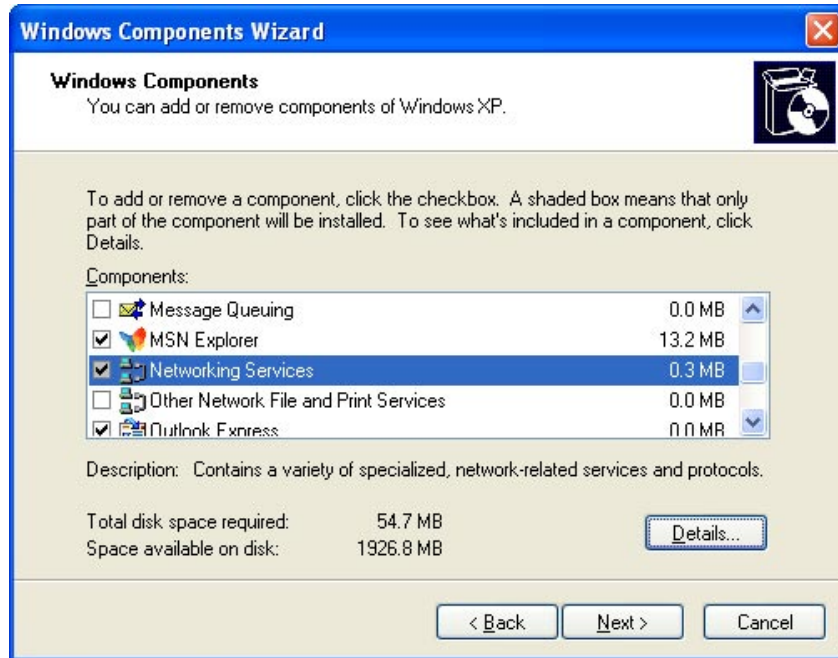 Windows Components Wizard
Windows Components
You can add or remove components of Windows XP.
To add or remove a component, click the checkbox. A shaded box means that only
part of the component will be installed. To see what's included in a component, click
Details.
Components:
Message Queuing 0.0 MB
MSN Explorer 13.2 MB
Networking Services 0.3 MB
Other Network File and Print Services 0.0 MB
Outlook Express 0.0 MB
Description: Contains a variety of specialized, network-related services and protocols.
Total disk space required: 54.7 MB
Space available on disk: 1926.8 MB
Details...
< Back Next > Cancel